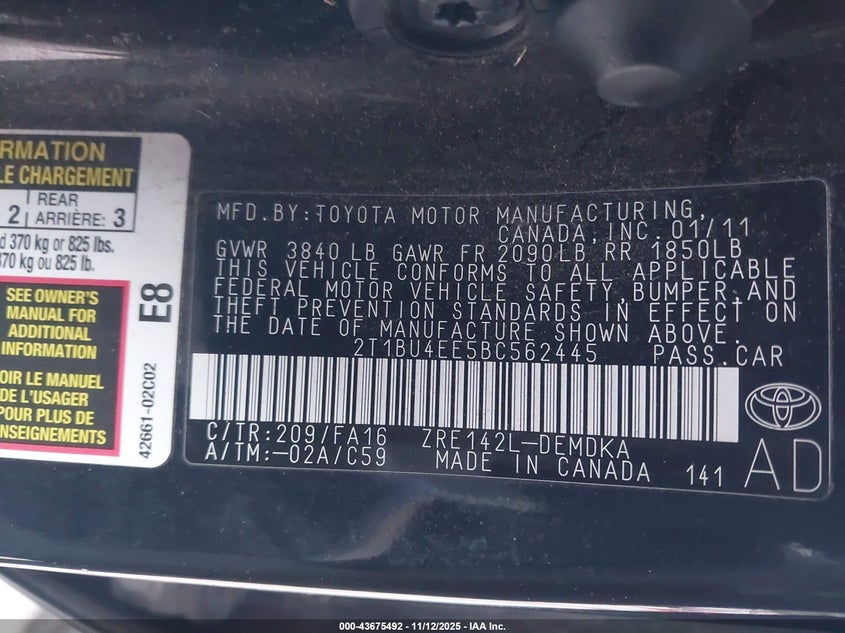 RMATION
LE CHARGEMENT
2 REAR
ARRIÈRE: 3
d 370 kg or 825 lbs.
370 kg ou 825 lb.
SEE OWNER'S
MANUAL FOR
ADDITIONAL
INFORMATION
OIR LE MANUEL
DE L'USAGER
POUR PLUS DE
NSEIGNEMENTS
E8
42661-02C02
MFD.BY:TOYOTA MOTOR MANUFACTURING,
CANADA,INC. 01/11
GVWR 3840 LB GAWR FR 2090LB RR 1850LB
THIS VEHICLE CONFORMS TO ALL APPLICABLE
FEDERAL MOTOR VEHICLE SAFETY,BUMPER,AND
THEFT PREVENTION STANDARDS IN EFFECT ON
THE DATE OF MANUFACTURE SHOWN ABOVE.
2T1BU4EE5BC562445 PASS.CAR
C/TR:209/FA16 ZRE142L-DEMDKA
A/TM:-02A/C59 MADE IN CANADA 141
AD
000-43675492 - 11/12/2025 - IAA Inc.